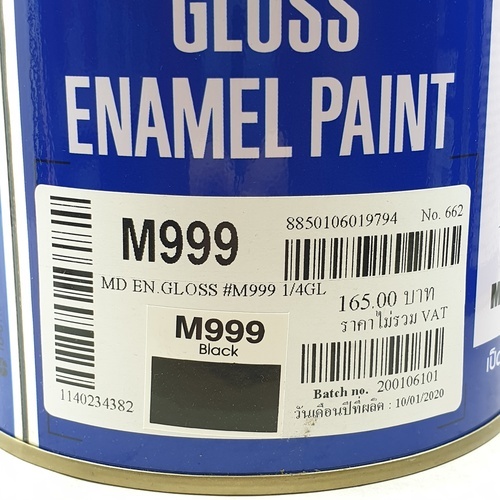 GLOSS
ENAMEL PAINT
M999
8850106019794 No. 662
MD EN.GLOSS #M999 1/4GL
165.00 บาท
ราคาไม่รวม VAT
M999
Black
Batch no. 200106101
วันเดือนปีที่ผลิต : 10/01/2020
1140234382